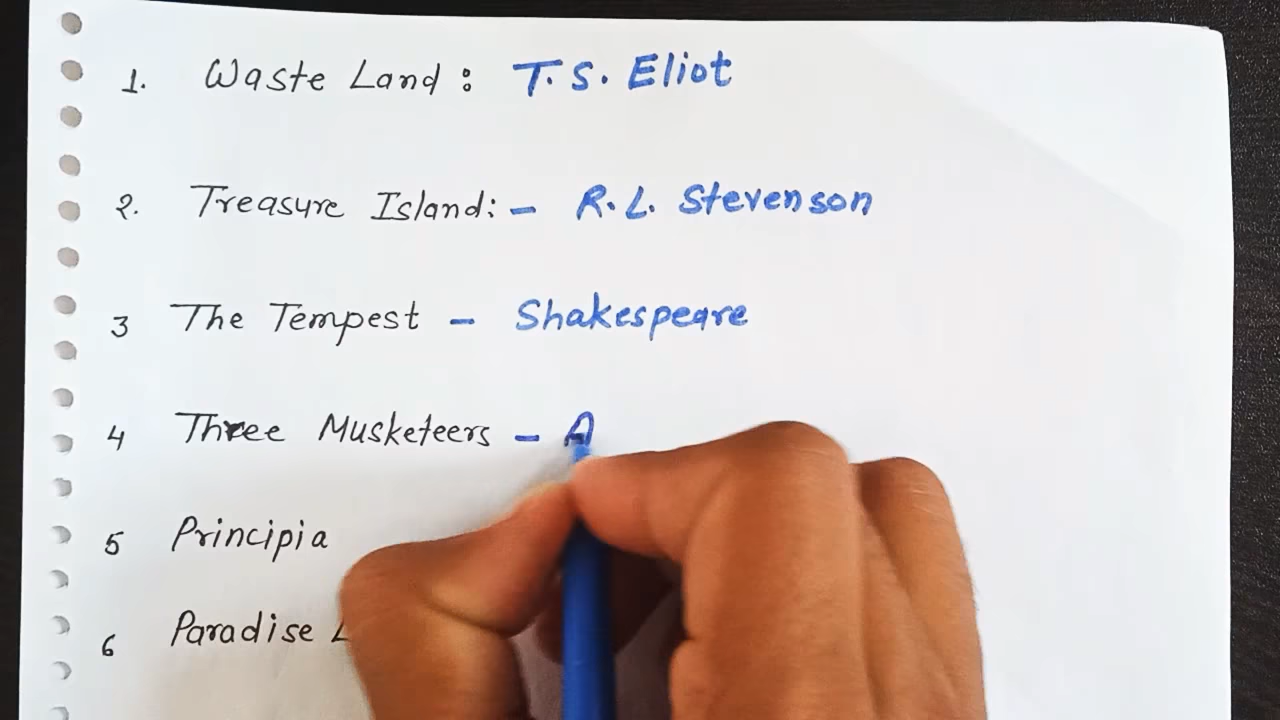 1. Waste Land : T. S. Eliot
2. Treasure Island: - R. L. Stevenson
3 The Tempest - Shakespeare
4 Three Musketeers - A
5 Principia
6 Paradise L